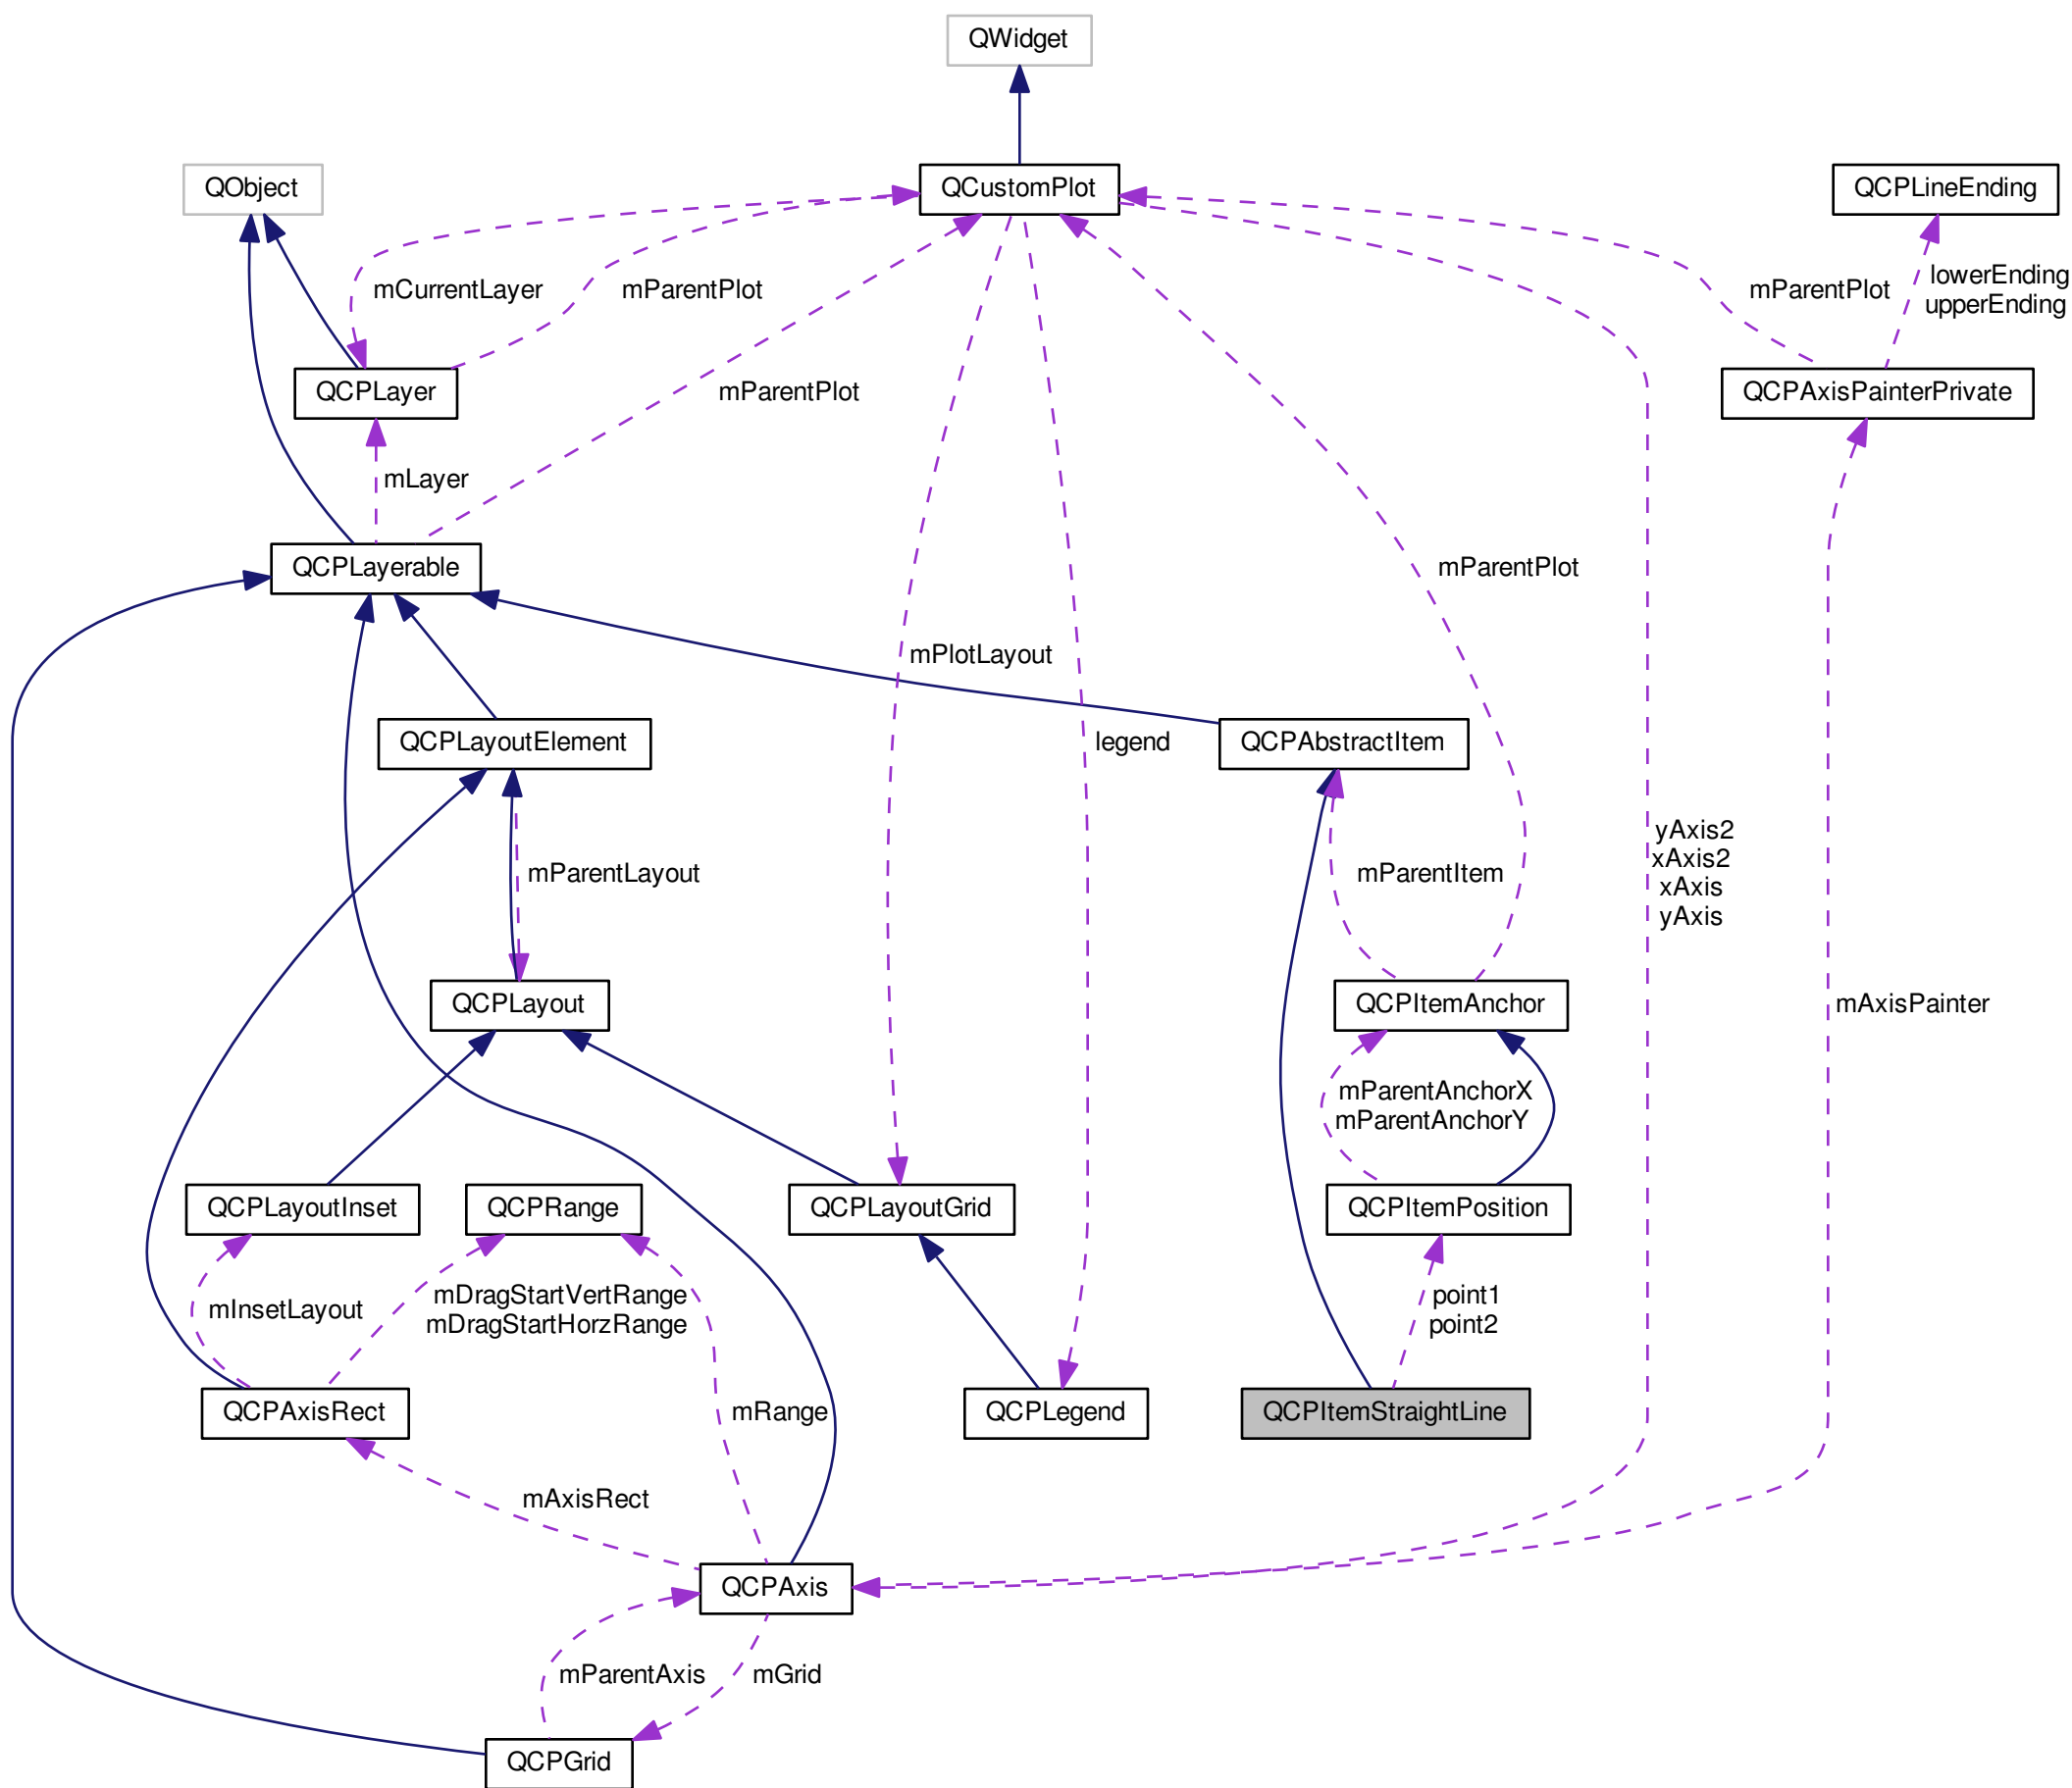 QWidget
QObject
QCustomPlot
QCPLineEnding
mCurrentLayer
mParentPlot
mParentPlot
lowerEnding
upperEnding
QCPLayer
mParentPlot
QCPAxisPainterPrivate
mLayer
QCPLayerable
mParentPlot
mPlotLayout
QCPLayoutElement
legend
QCPAbstractItem
mParentLayout
mParentItem
yAxis2
xAxis2
xAxis
yAxis
QCPLayout
QCPItemAnchor
mAxisPainter
mParentAnchorX
mParentAnchorY
QCPLayoutInset
QCPRange
QCPLayoutGrid
QCPItemPosition
mInsetLayout
mDragStartVertRange
mDragStartHorzRange
point1
point2
QCPAxisRect
mRange
QCPLegend
QCPItemStraightLine
mAxisRect
QCPAxis
mParentAxis
mGrid
QCPGrid